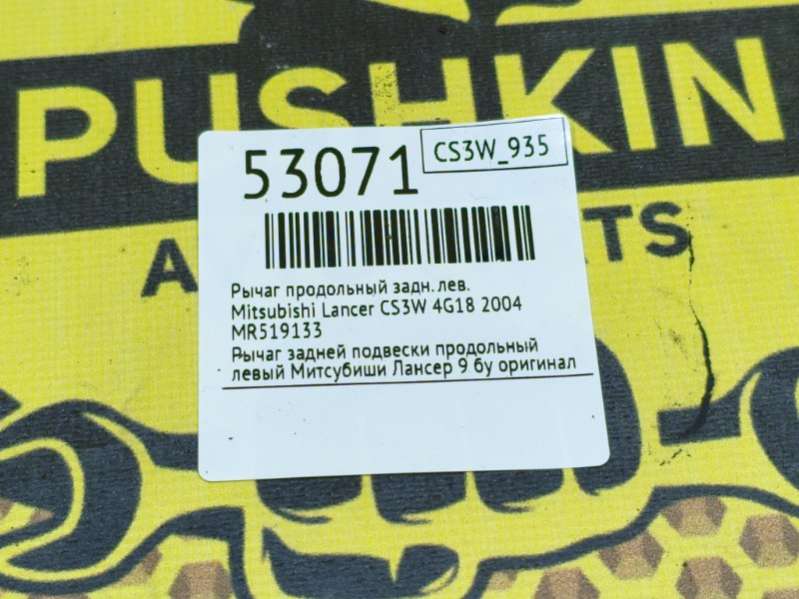 PUSHKIN
53071
CS3W_935
A
TS
Рычаг продольный задн. лев.
Mitsubishi Lancer CS3W 4G18 2004
MR519133
Рычаг задней подвески продольный
левый Митсубиши Лансер 9 бу оригинал